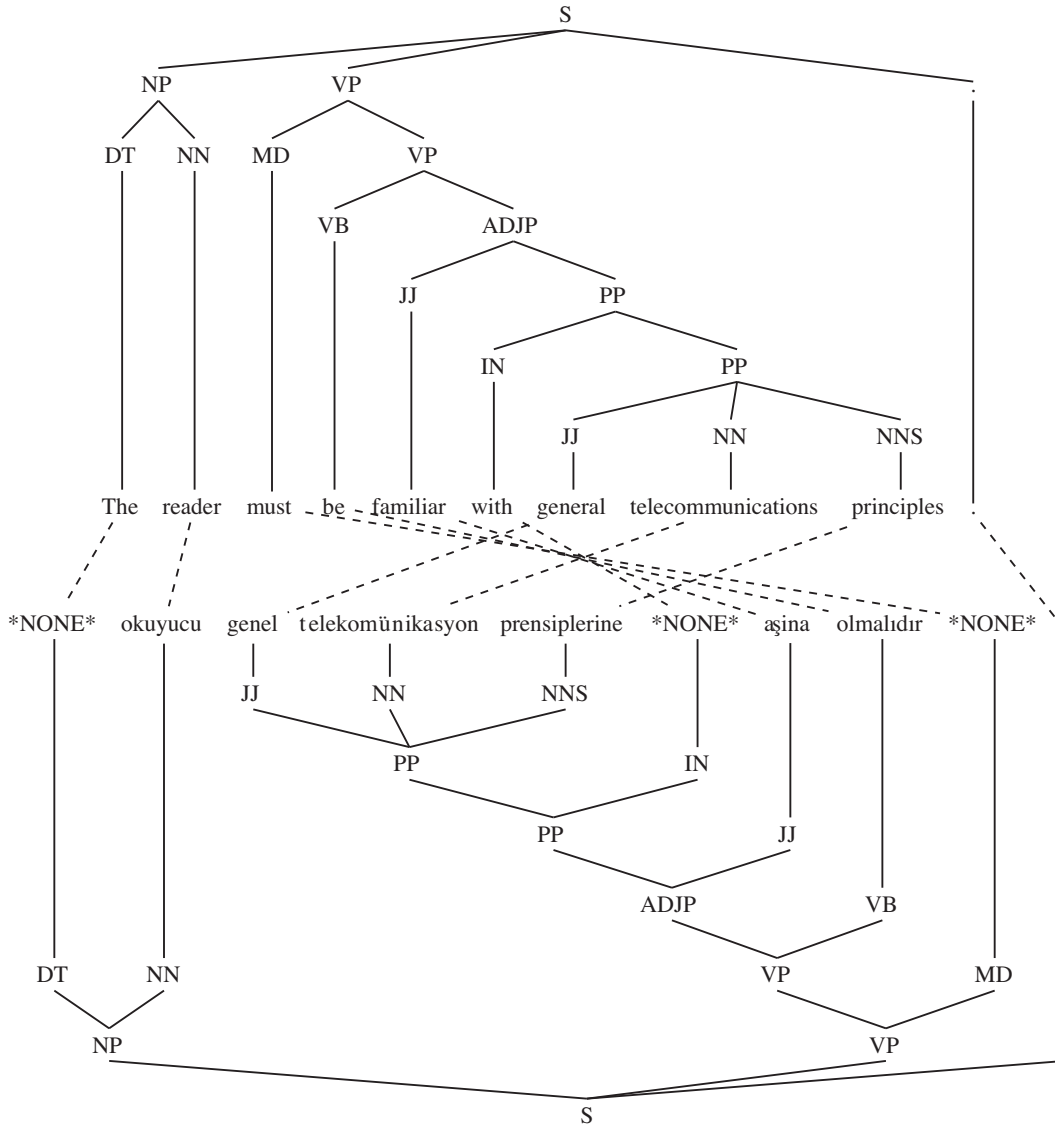 S
NP VP .
DT NN MD VP
VB ADJP
JJ PP
IN PP
JJ NN NNS
The reader must be familiar with general telecommunications principles .
*NONE* okuyucu genel telekomünikasyon prensiplerine *NONE* aşina olmalıdır *NONE*
JJ NN NNS
PP IN
PP JJ
ADJP VB
DT NN VP MD
NP VP
S